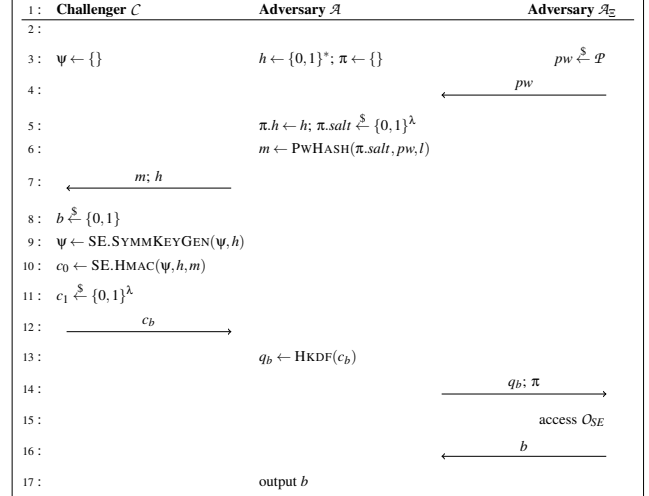 1 : Challenger 𝒞 Adversary 𝒜 Adversary 𝒜_Ξ
2 :
3 : ψ ← {} h ← {0,1}*; π ← {} pw ←$ 𝒫
4 : pw
5 : π.h ← h; π.salt ←$ {0,1}^λ
6 : m ← PWHASH(π.salt, pw, l)
7 : m; h
8 : b ←$ {0,1}
9 : ψ ← SE.SYMMKEYGEN(ψ, h)
10 : c_0 ← SE.HMAC(ψ, h, m)
11 : c_1 ←$ {0,1}^λ
12 : c_b
13 : q_b ← HKDF(c_b)
14 : q_b; π
15 : access 𝒪_SE
16 : b
17 : output b